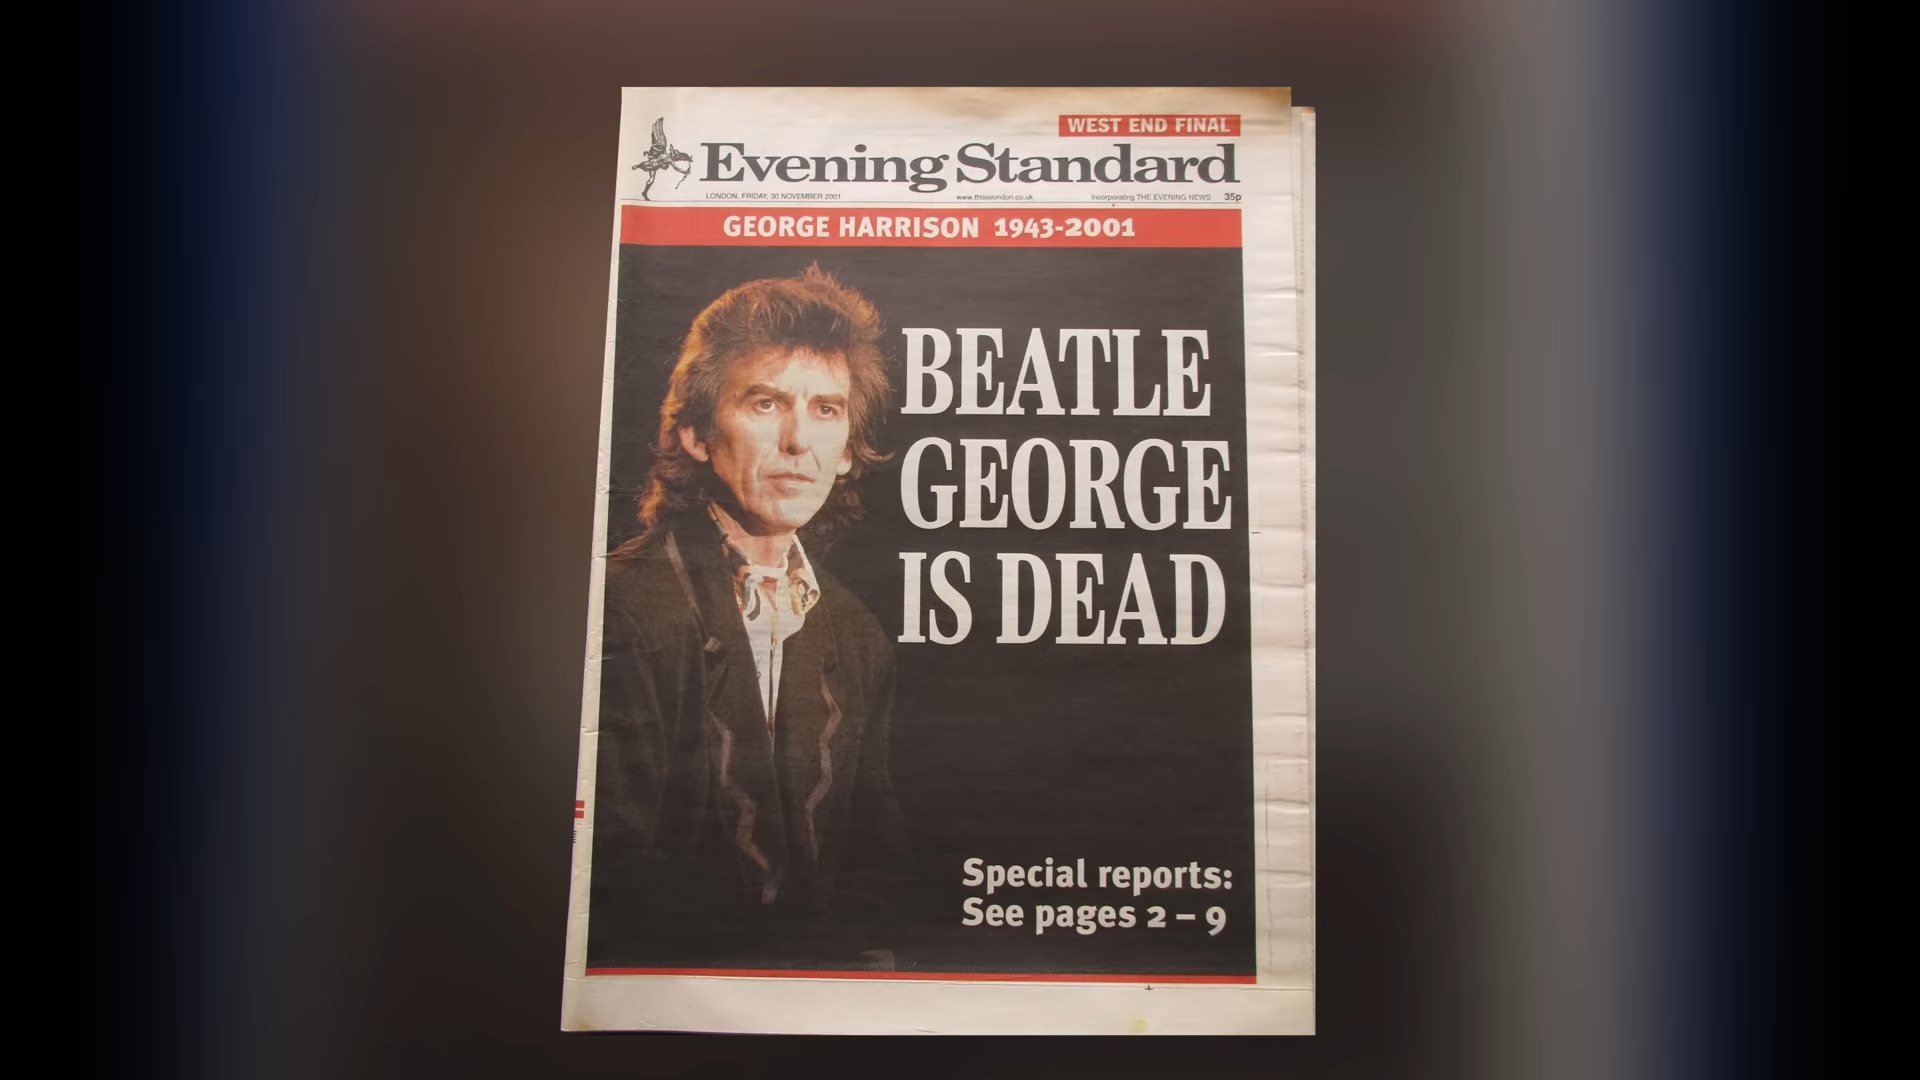 WEST END FINAL
Evening Standard
LONDON, FRIDAY, 30 NOVEMBER 2001 www.thisislondon.co.uk Incorporating THE EVENING NEWS 35p
GEORGE HARRISON 1943-2001
BEATLE
GEORGE
IS DEAD
Special reports:
See pages 2 – 9